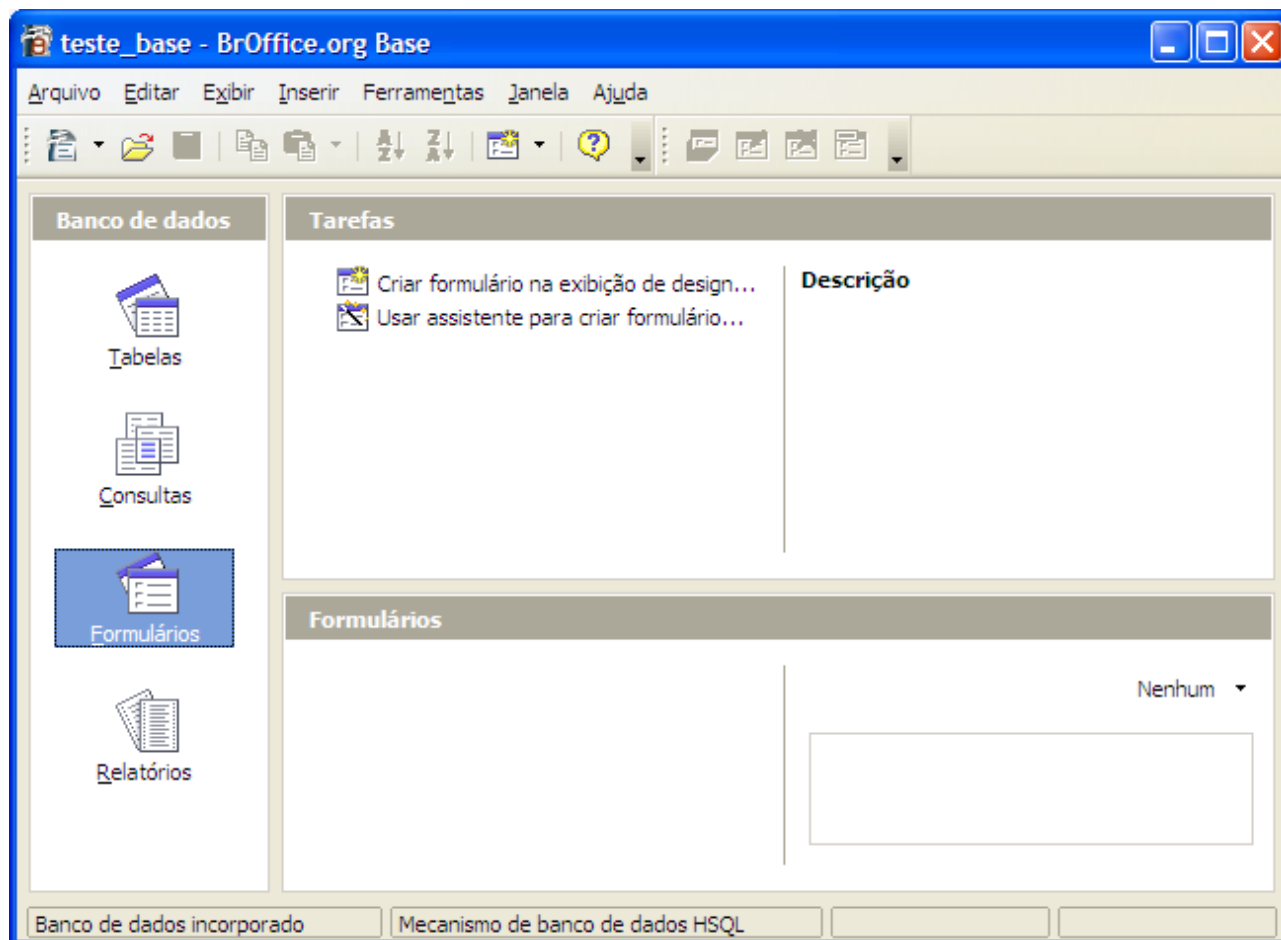 teste_base - BrOffice.org Base
Arquivo Editar Exibir Inserir Ferramentas Janela Ajuda
Banco de dados
Tabelas
Consultas
Formulários
Relatórios
Tarefas
Criar formulário na exibição de design...
Usar assistente para criar formulário...
Descrição
Formulários
Nenhum
Banco de dados incorporado
Mecanismo de banco de dados HSQL